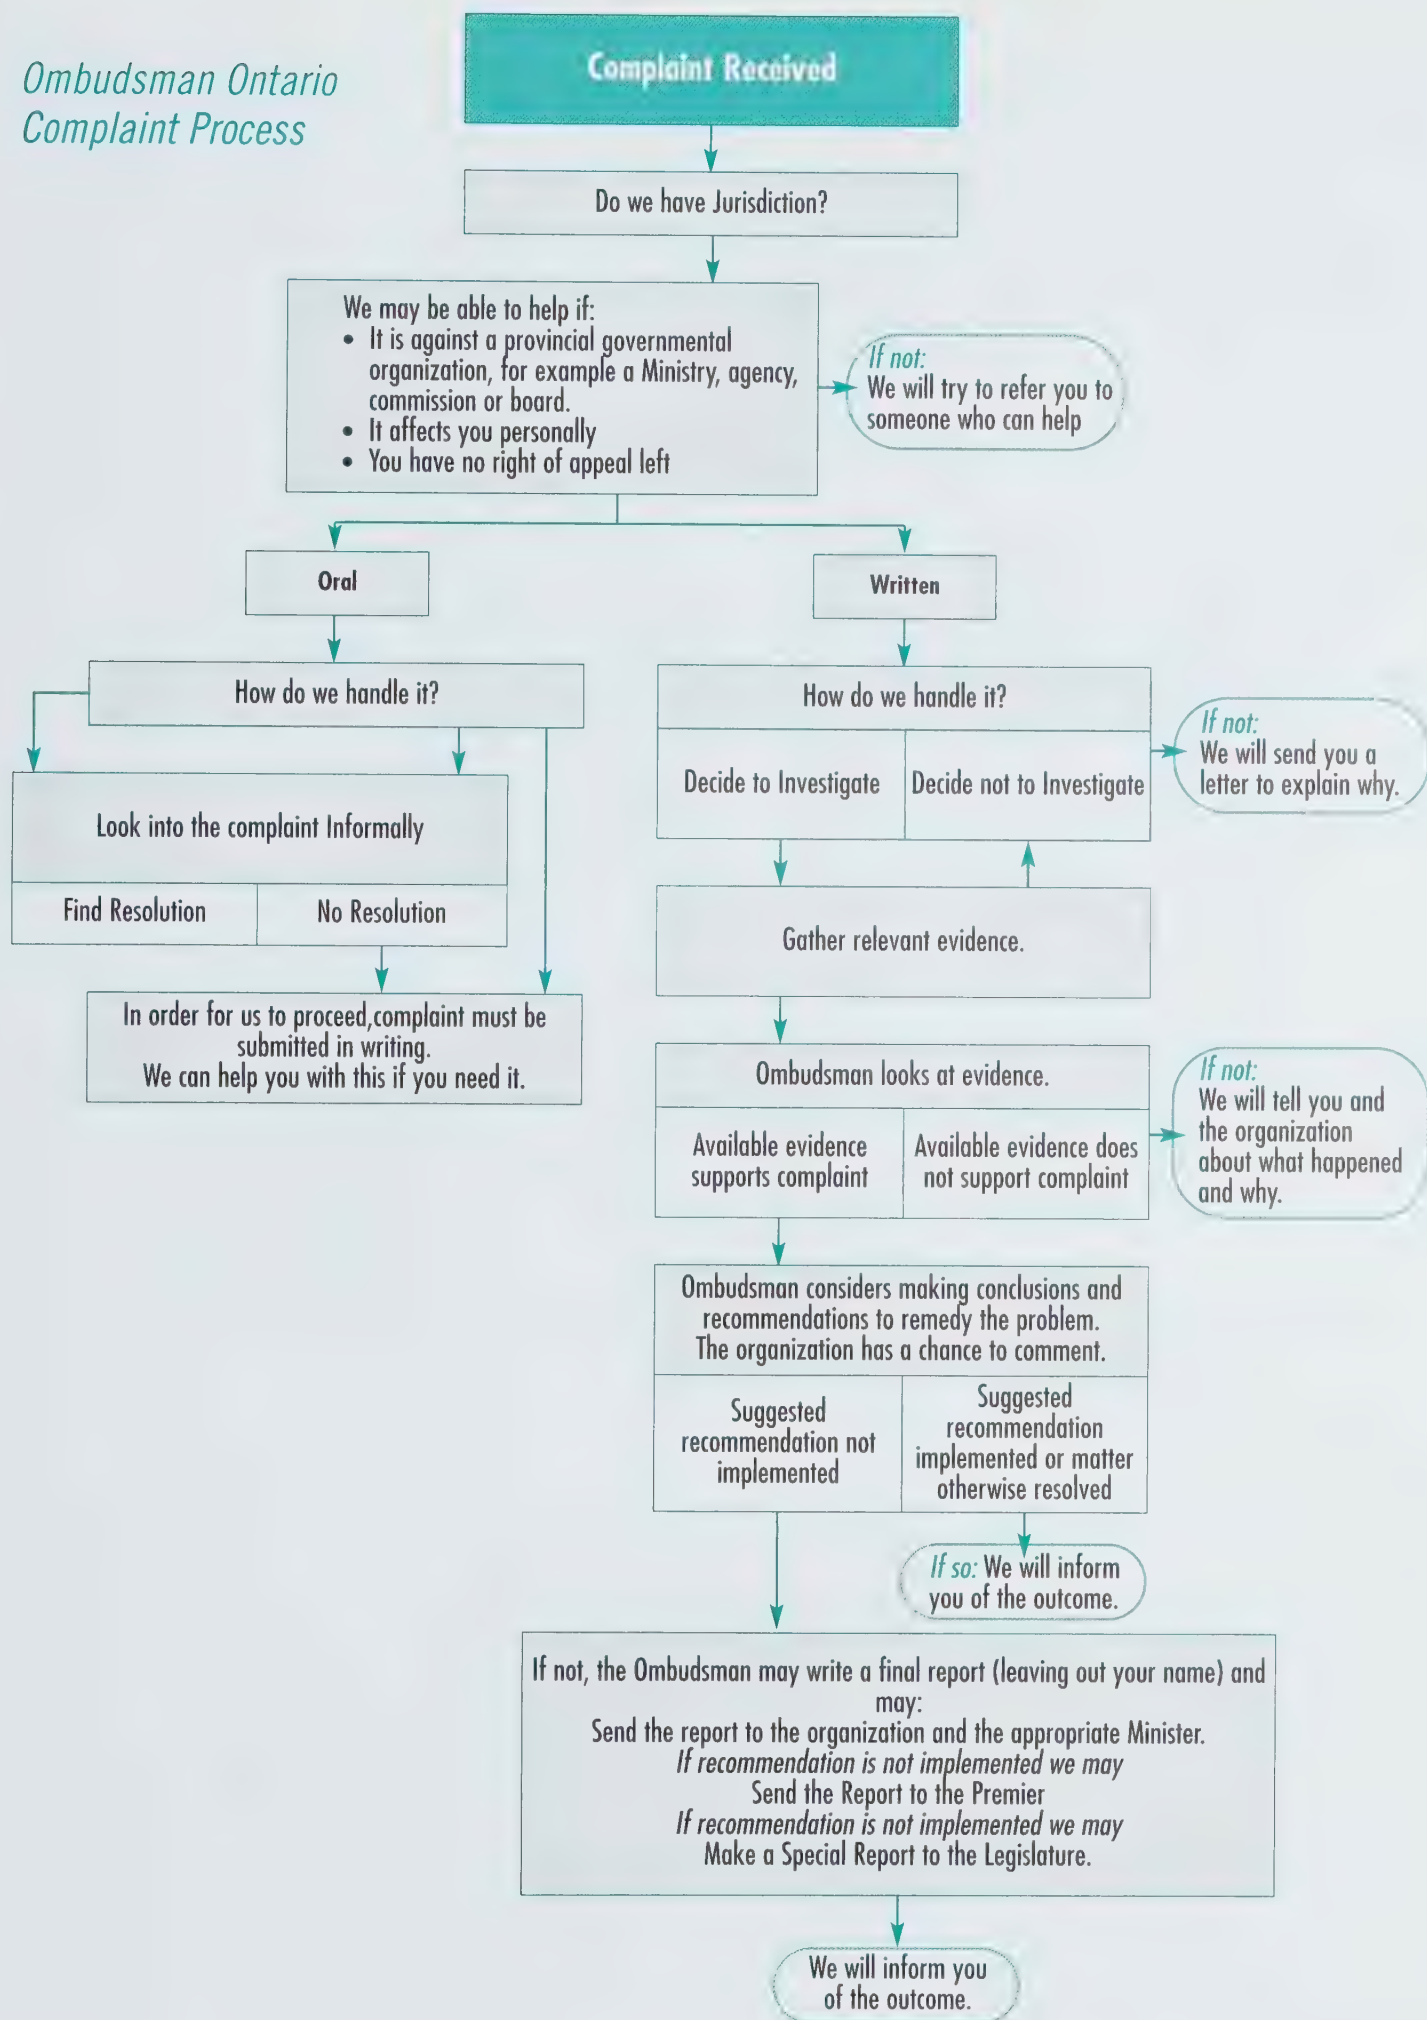 Ombudsman Ontario
Complaint Process
Complaint Received
Do we have Jurisdiction?
We may be able to help if:
• It is against a provincial governmental
organization, for example a Ministry, agency,
commission or board.
• It affects you personally
• You have no right of appeal left
If not:
We will try to refer you to
someone who can help
Oral
How do we handle it?
Look into the complaint Informally
Find Resolution
No Resolution
In order for us to proceed,complaint must be
submitted in writing.
We can help you with this if you need it.
Written
How do we handle it?
Decide to Investigate
Decide not to Investigate
If not:
We will send you a
letter to explain why.
Gather relevant evidence.
Ombudsman looks at evidence.
Available evidence
supports complaint
Available evidence does
not support complaint
If not:
We will tell you and
the organization
about what happened
and why.
Ombudsman considers making conclusions and
recommendations to remedy the problem.
The organization has a chance to comment.
Suggested
recommendation not
implemented
Suggested
recommendation
implemented or matter
otherwise resolved
If so: We will inform
you of the outcome.
If not, the Ombudsman may write a final report (leaving out your name) and
may:
Send the report to the organization and the appropriate Minister.
If recommendation is not implemented we may
Send the Report to the Premier
If recommendation is not implemented we may
Make a Special Report to the Legislature.
We will inform you
of the outcome.